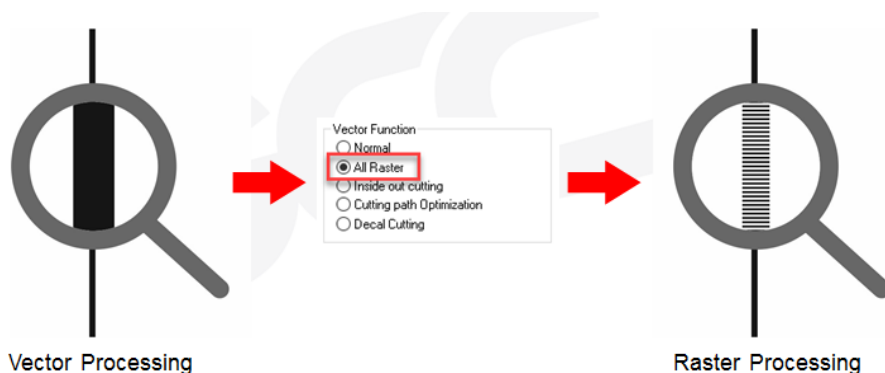 Vector Function
Normal
All Raster
Inside out cutting
Cutting path Optimization
Decal Cutting
Vector Processing
Raster Processing